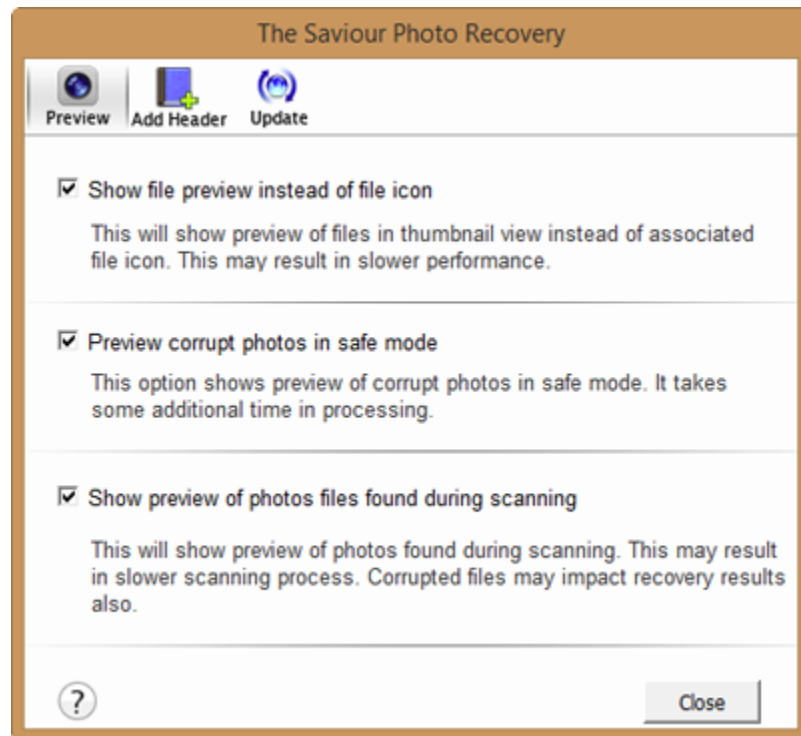 The Saviour Photo Recovery
Preview Add Header Update
Show file preview instead of file icon
This will show preview of files in thumbnail view instead of associated
file icon. This may result in slower performance.
Preview corrupt photos in safe mode
This option shows preview of corrupt photos in safe mode. It takes
some additional time in processing.
Show preview of photos files found during scanning
This will show preview of photos found during scanning. This may result
in slower scanning process. Corrupted files may impact recovery results
also.
? Close